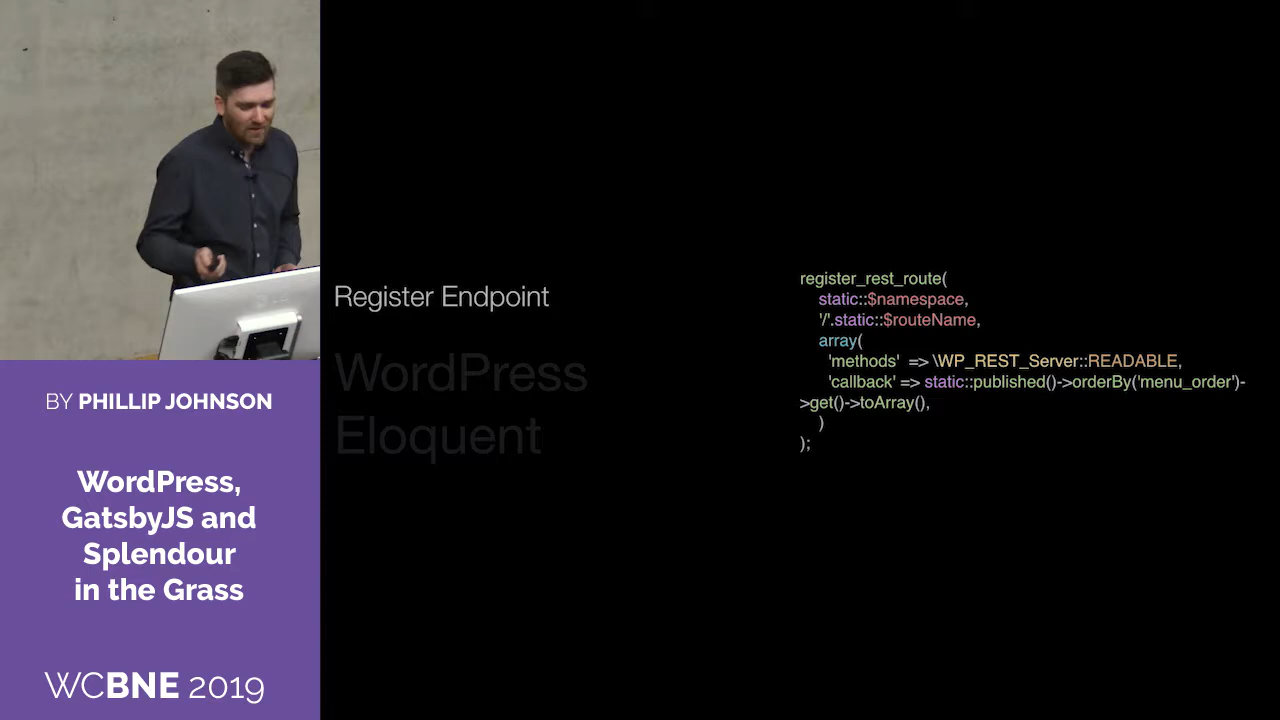 BY PHILLIP JOHNSON
WordPress,
GatsbyJS and
Splendour
in the Grass
WCBNE 2019
Register Endpoint
WordPress
Eloquent
register_rest_route(
static::$namespace,
'/'.static::$routeName,
array(
'methods' => \WP_REST_Server::READABLE,
'callback' => static::published()->orderBy('menu_order')-
>get()->toArray(),
)
);